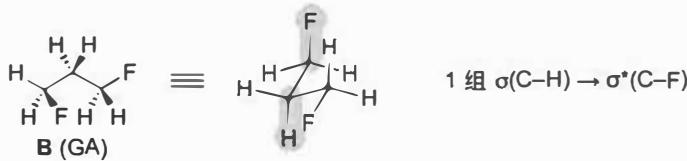 F
H H
H H
F H H H
≡
H F
F H H F
H
B (GA)
1 组 σ(C–H) → σ*(C–F)